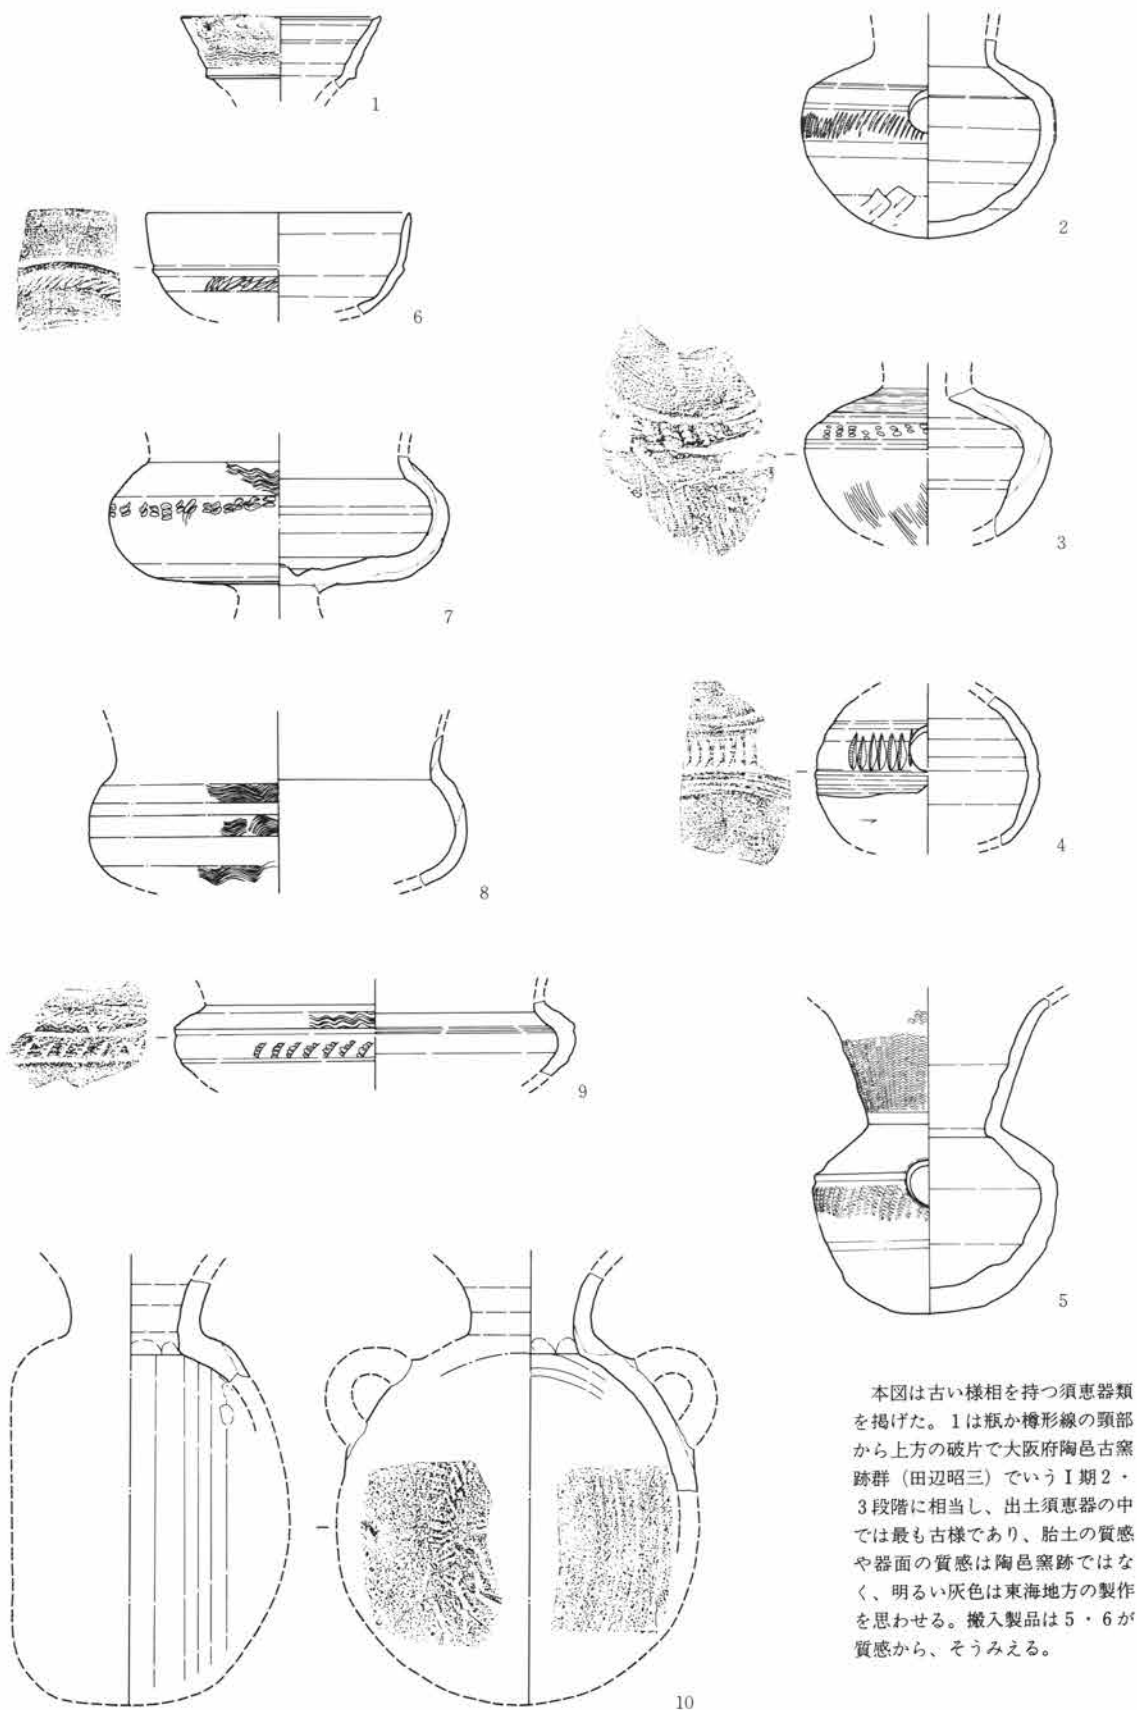 1
2
6
3
7
4
8
9
5
10
本図は古い様相を持つ須恵器類
を掲げた。1は瓶か樽形線の頸部
から上方の破片で大阪府陶邑古窯
跡群（田辺昭三）でいうⅠ期2・
3段階に相当し、出土須恵器の中
では最も古様であり、胎土の質感
や器面の質感は陶邑窯跡ではな
く、明るい灰色は東海地方の製作
を思わせる。搬入製品は5・6が
質感から、そうみえる。